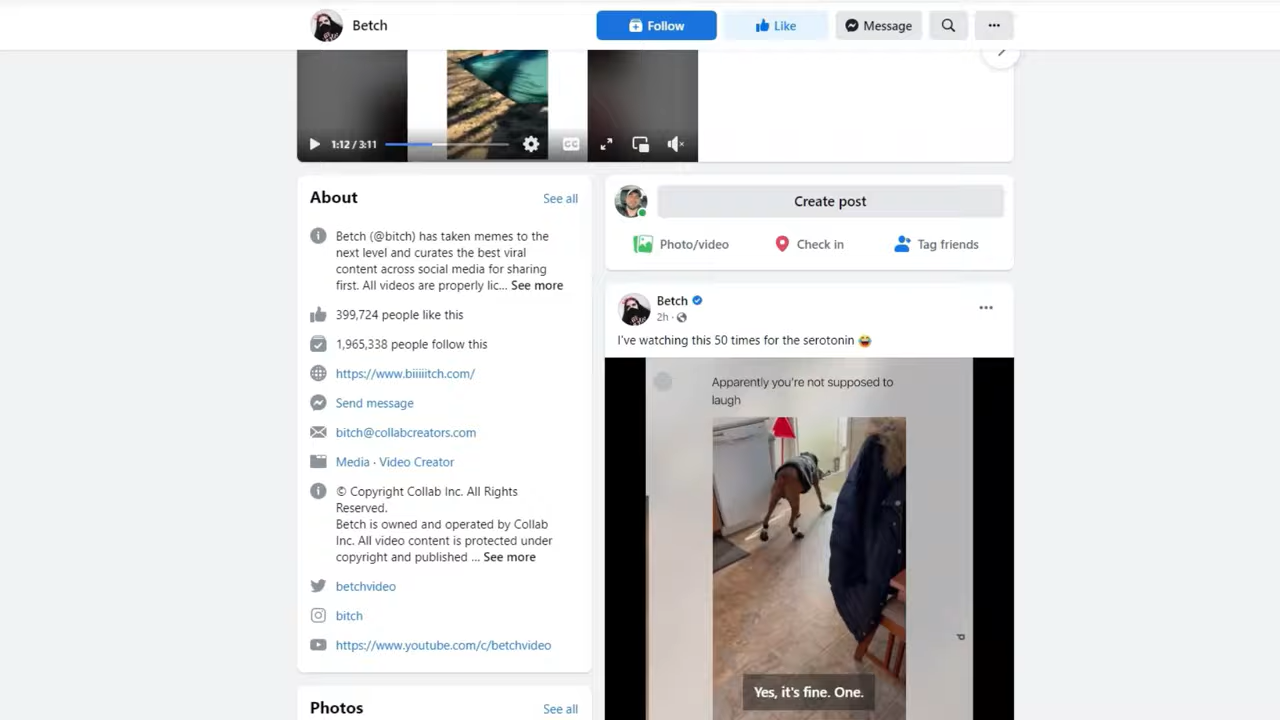 Betch
Follow
Like
Message
1:12 / 3:11
CC
About
See all
Betch (@bitch) has taken memes to the
next level and curates the best viral
content across social media for sharing
first. All videos are properly lic... See more
399,724 people like this
1,965,338 people follow this
https://www.biiiiitch.com/
Send message
bitch@collabcreators.com
Media · Video Creator
© Copyright Collab Inc. All Rights
Reserved.
Betch is owned and operated by Collab
Inc. All video content is protected under
copyright and published ... See more
betchvideo
bitch
https://www.youtube.com/c/betchvideo
Photos
See all
Create post
Photo/video
Check in
Tag friends
Betch
2h ·
I've watching this 50 times for the serotonin 😂
Apparently you're not supposed to
laugh
Yes, it's fine. One.